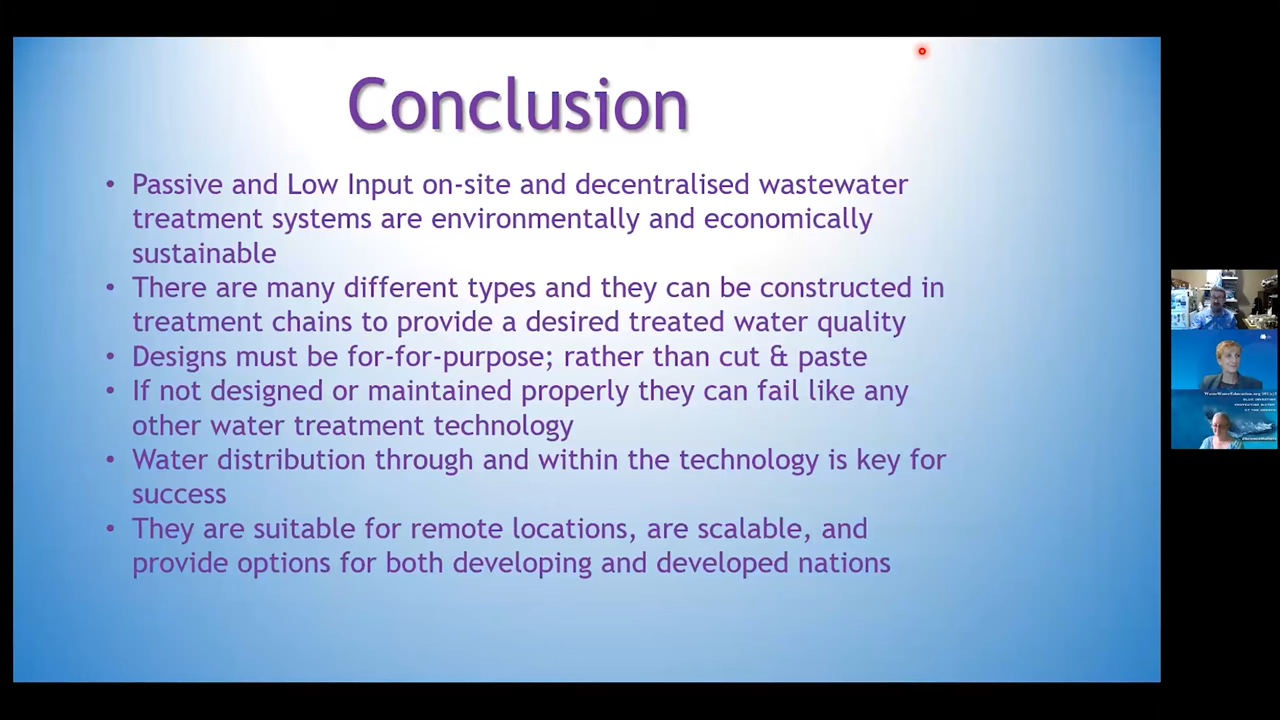 Conclusion
• Passive and Low Input on-site and decentralised wastewater
treatment systems are environmentally and economically
sustainable
• There are many different types and they can be constructed in
treatment chains to provide a desired treated water quality
• Designs must be for-for-purpose; rather than cut & paste
• If not designed or maintained properly they can fail like any
other water treatment technology
• Water distribution through and within the technology is key for
success
• They are suitable for remote locations, are scalable, and
provide options for both developing and developed nations